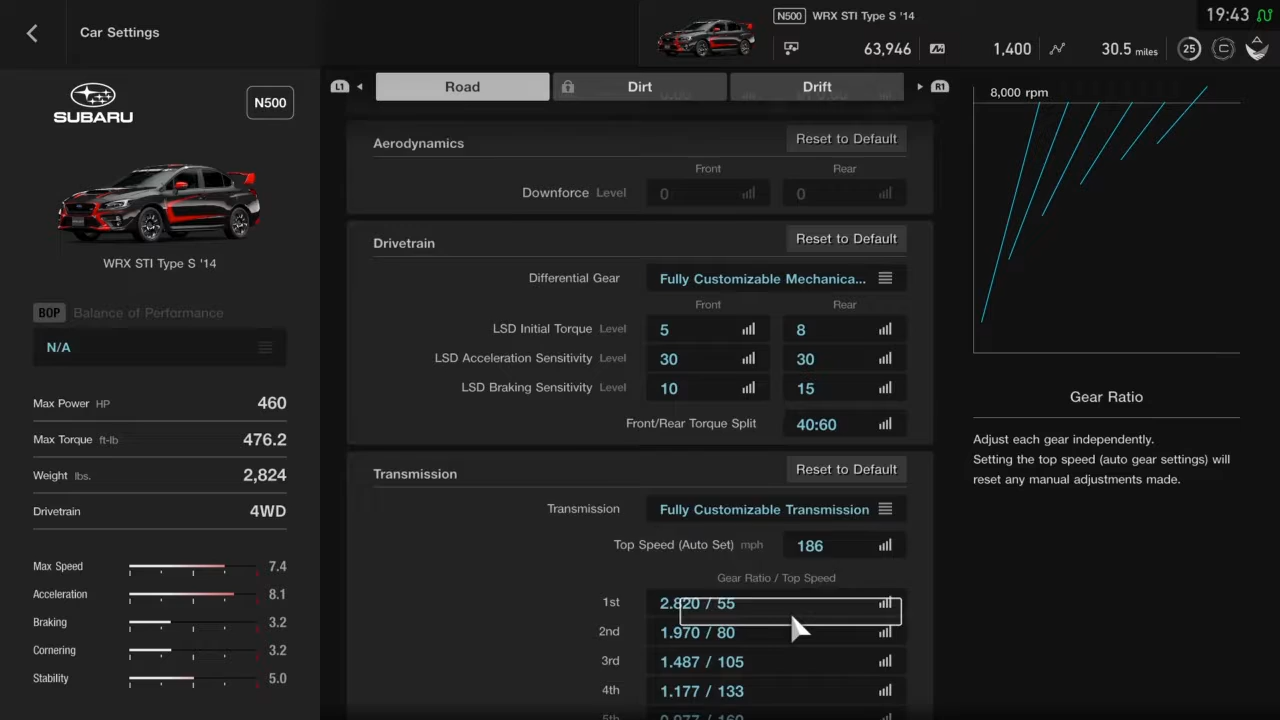 Car Settings
N500 WRX STI Type S '14
63,946 1,400 30.5 miles 25 C
19:43
SUBARU
N500
WRX STI Type S '14
BOP Balance of Performance
N/A
Max Power HP 460
Max Torque ft-lb 476.2
Weight lbs. 2,824
Drivetrain 4WD
Max Speed 7.4
Acceleration 8.1
Braking 3.2
Cornering 3.2
Stability 5.0
L1 Road Dirt Drift R1
Aerodynamics Reset to Default
Front Rear
Downforce Level 0 0
Drivetrain Reset to Default
Differential Gear Fully Customizable Mechanica...
Front Rear
LSD Initial Torque Level 5 8
LSD Acceleration Sensitivity Level 30 30
LSD Braking Sensitivity Level 10 15
Front/Rear Torque Split 40:60
Transmission Reset to Default
Transmission Fully Customizable Transmission
Top Speed (Auto Set) mph 186
Gear Ratio / Top Speed
1st 2.820 / 55
2nd 1.970 / 80
3rd 1.487 / 105
4th 1.177 / 133
5th 0.977 / 160
8,000 rpm
Gear Ratio
Adjust each gear independently.
Setting the top speed (auto gear settings) will
reset any manual adjustments made.